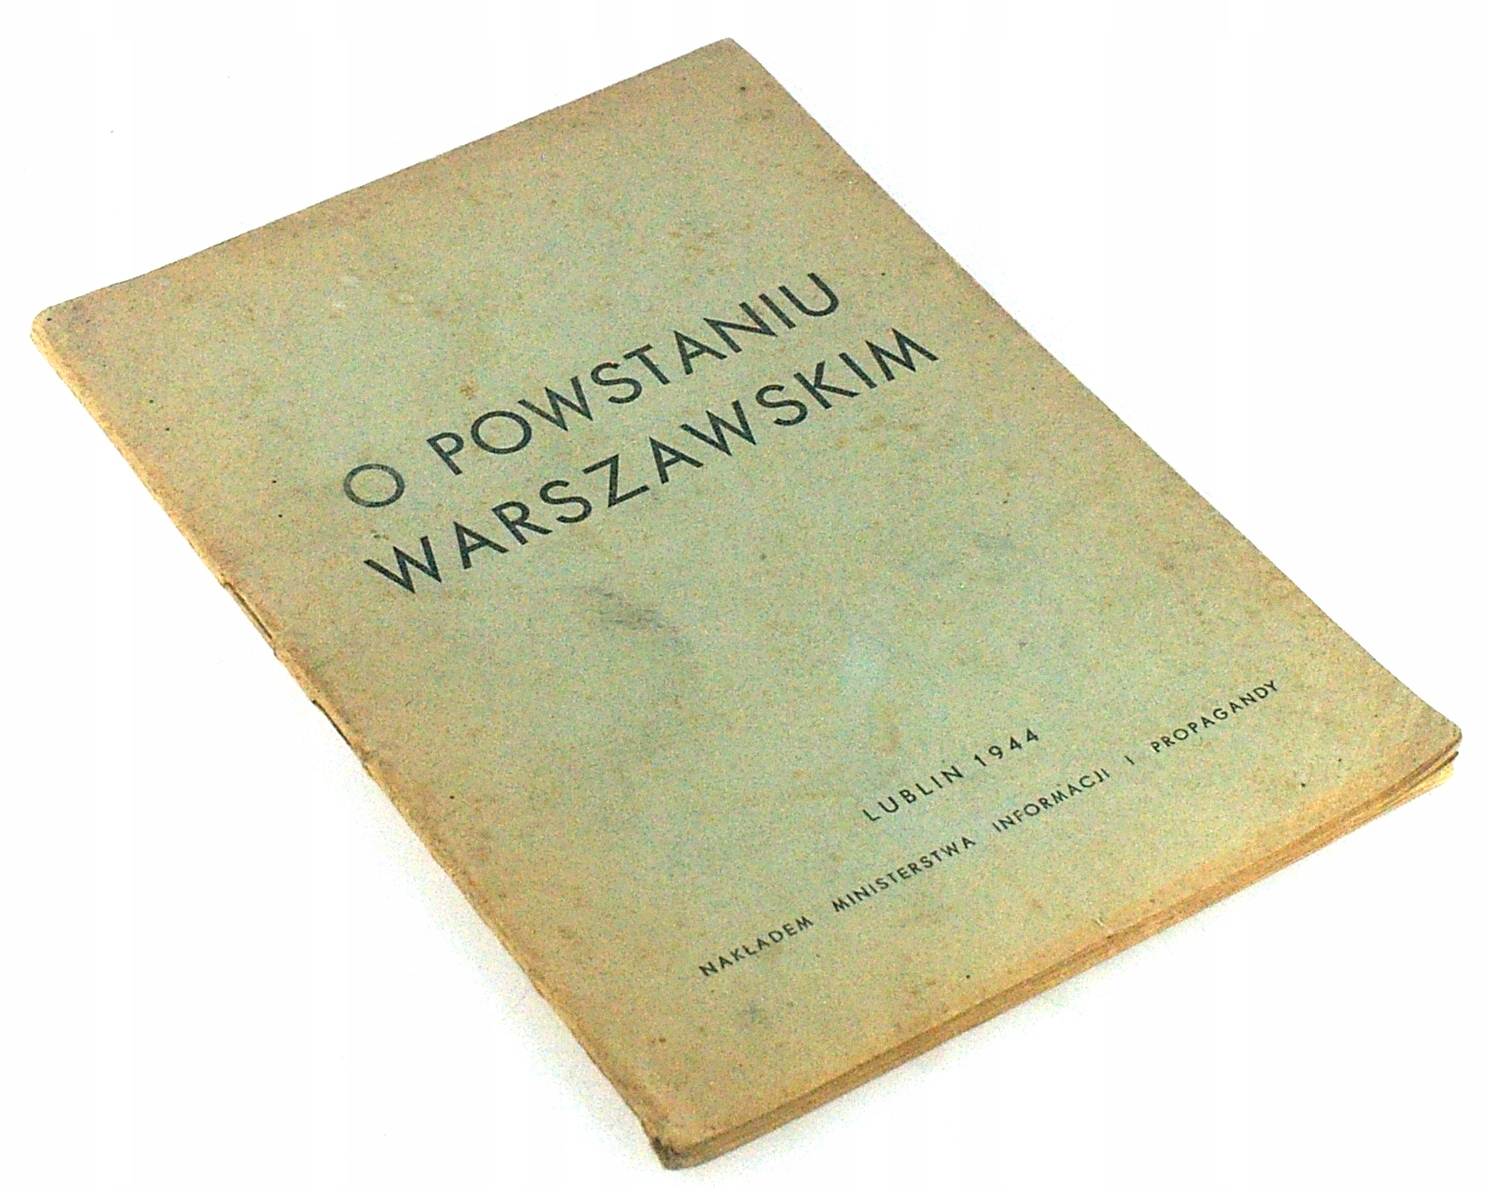 O POWSTANIU
WARSZAWSKIM
LUBLIN 1944
NAKŁADEM MINISTERSTWA INFORMACJI I PROPAGANDY